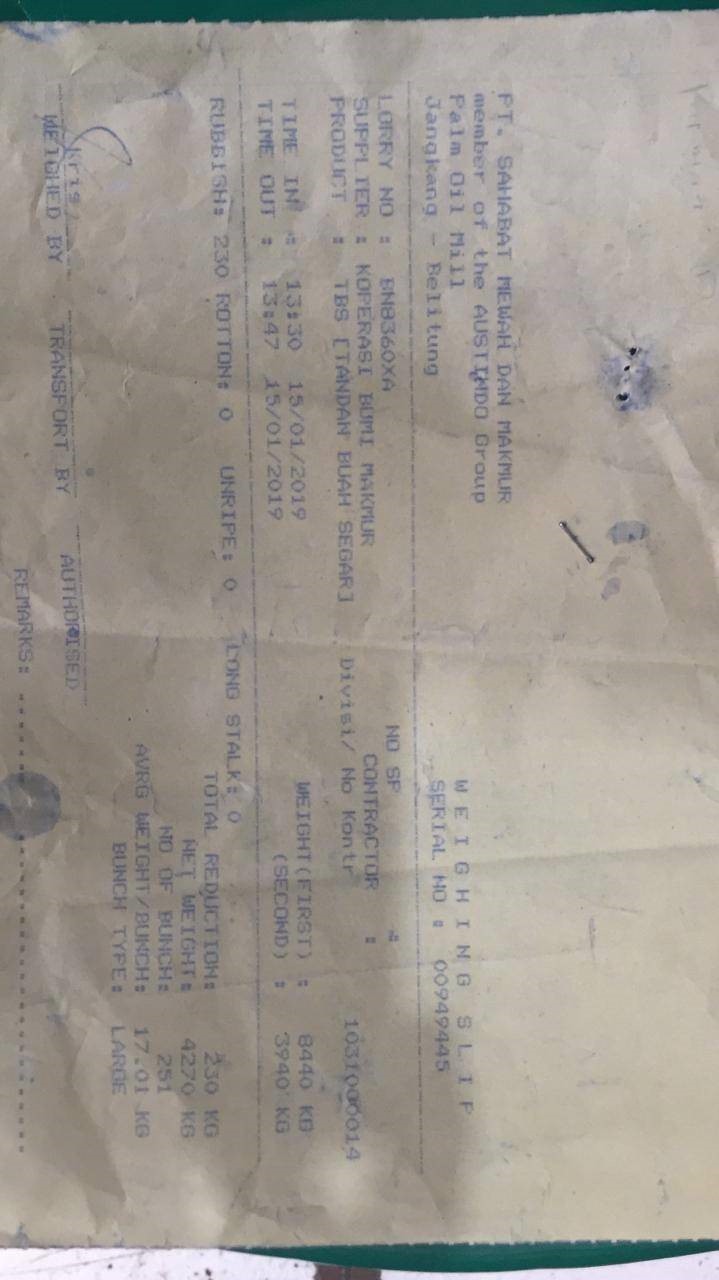 PT. SAHABAT MEWAH DAN MAKMUR
member of the AUSTINDO Group
Palm Oil Mill
Jangkang - Belitung
WEIGHING SLIP
SERIAL NO : 00949445
LORRY NO : BN8360XA
NO SP :
SUPPLIER : KOPERASI BUMI MAKMUR
CONTRACTOR :
PRODUCT : TBS [TANDAN BUAH SEGAR]
Divisi/ No Kontr 1031000014
TIME IN : 13:30 15/01/2019
WEIGHT(FIRST) : 8440 KG
TIME OUT : 13:47 15/01/2019
(SECOND) : 3940 KG
RUBBISH: 230 ROTTON: 0 UNRIPE: 0 LONG STALK: 0
TOTAL REDUCTION: 230 KG
NET WEIGHT: 4270 KG
NO OF BUNCH: 251
AVRG WEIGHT/BUNCH: 17.01 KG
BUNCH TYPE: LARGE
WEIGHED BY TRANSPORT BY AUTHORISED
REMARKS: ..............................